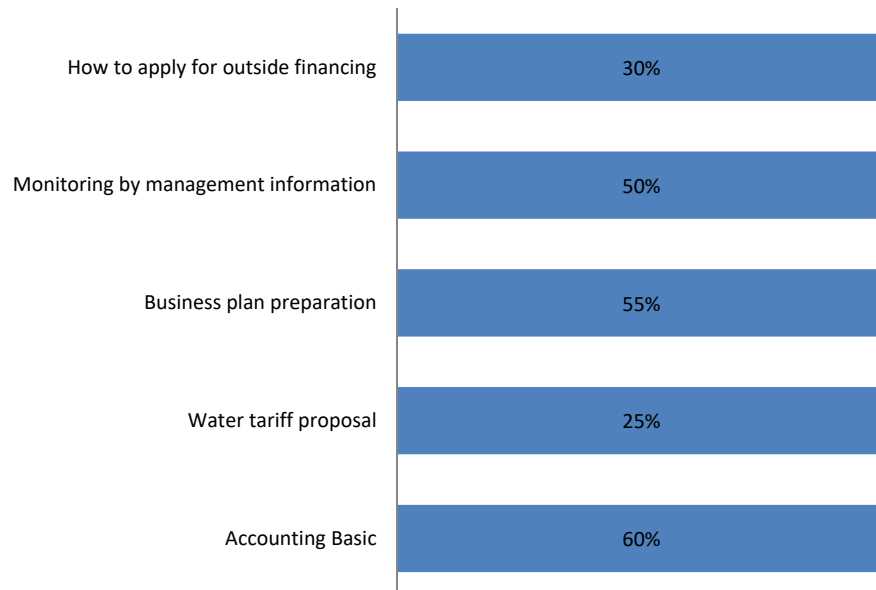 How to apply for outside financing 30%
Monitoring by management information 50%
Business plan preparation 55%
Water tariff proposal 25%
Accounting Basic 60%